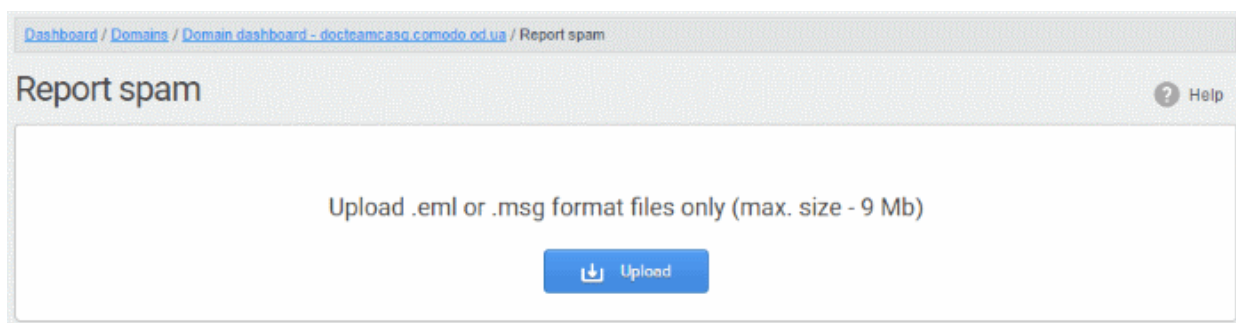 Dashboard / Domains / Domain dashboard - docteamcasg.comodo.od.ua / Report spam
Report spam
? Help
Upload .eml or .msg format files only (max. size - 9 Mb)
Upload